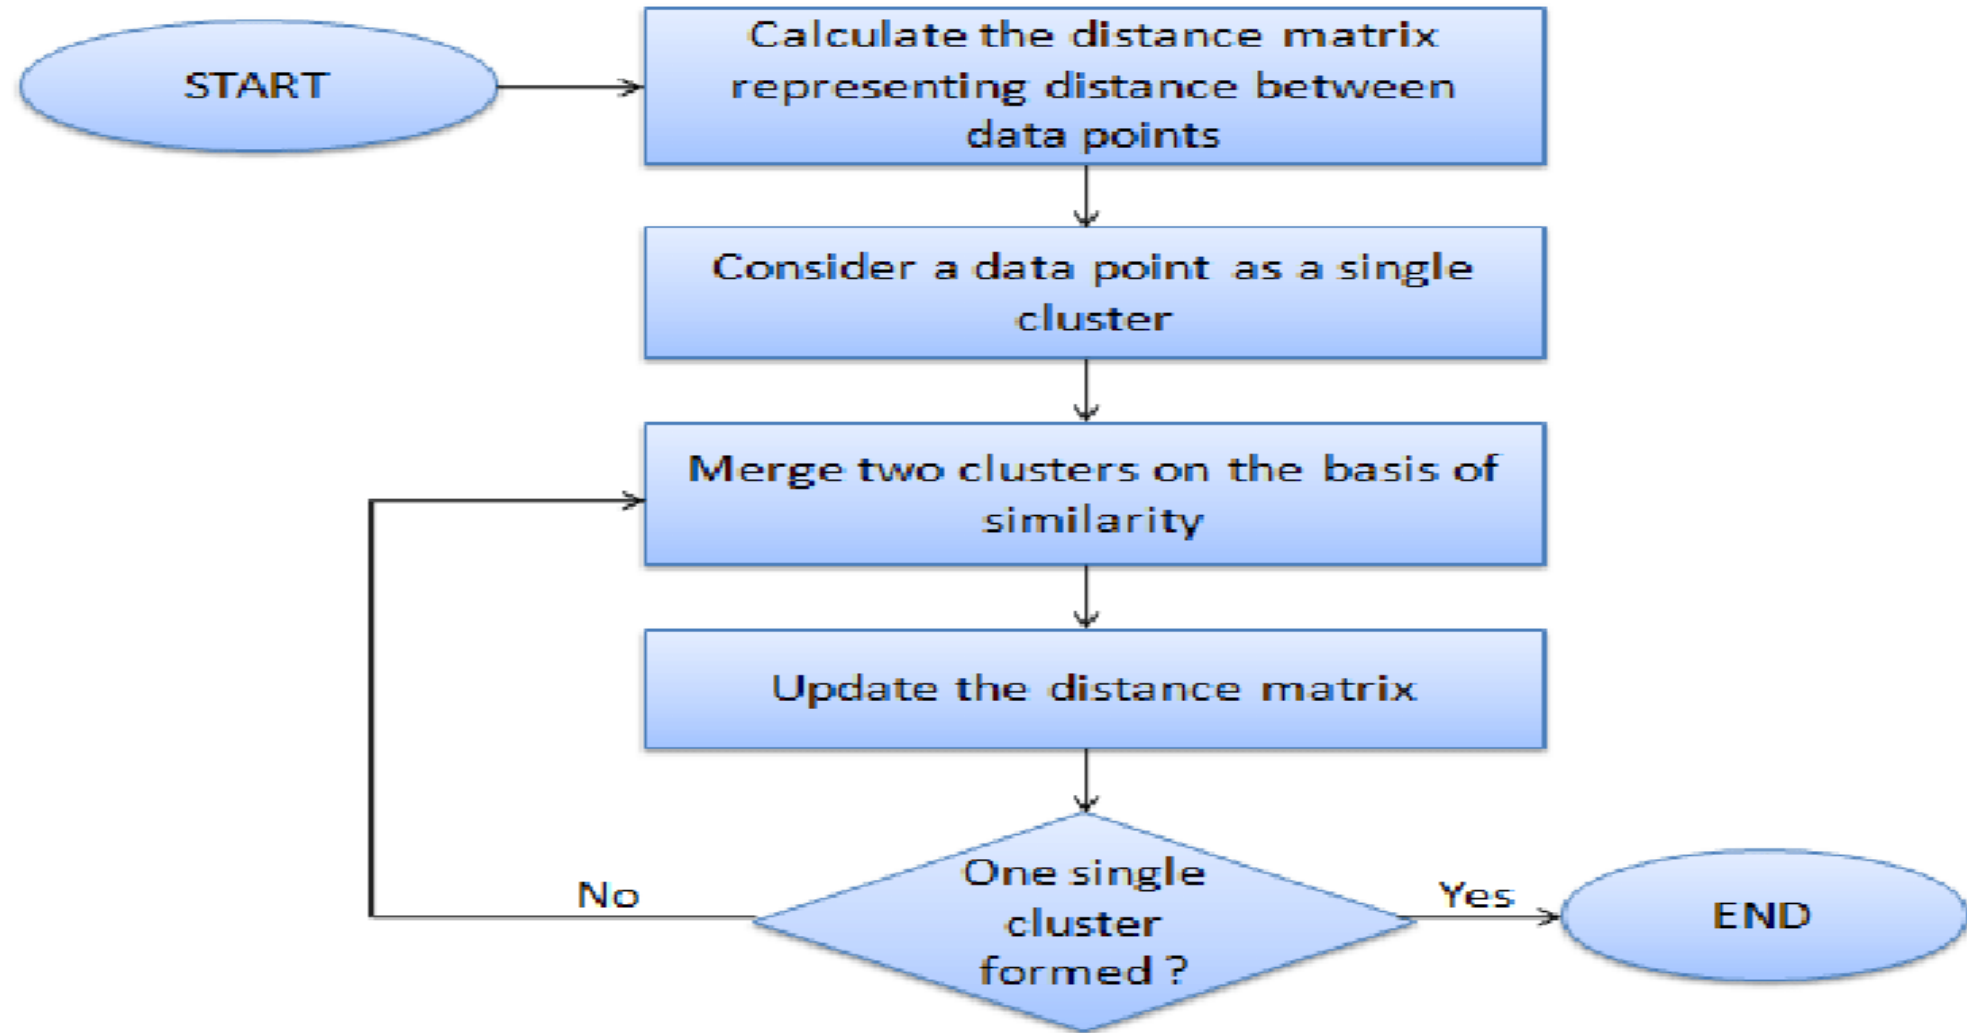 START
Calculate the distance matrix
representing distance between
data points
Consider a data point as a single
cluster
Merge two clusters on the basis of
similarity
Update the distance matrix
One single
cluster
formed ?
No
Yes
END